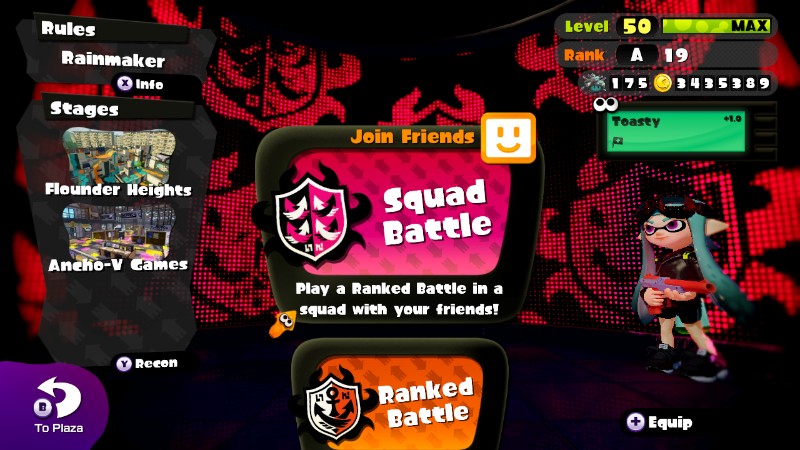 Rules
Rainmaker
X Info
Stages
Flounder Heights
Ancho-V Games
Y Recon
B
To Plaza
Join Friends
Squad
Battle
Play a Ranked Battle in a
squad with your friends!
Ranked
Battle
Level 50 MAX
Rank A 19
175 3435389
Toasty +1.0
+ Equip